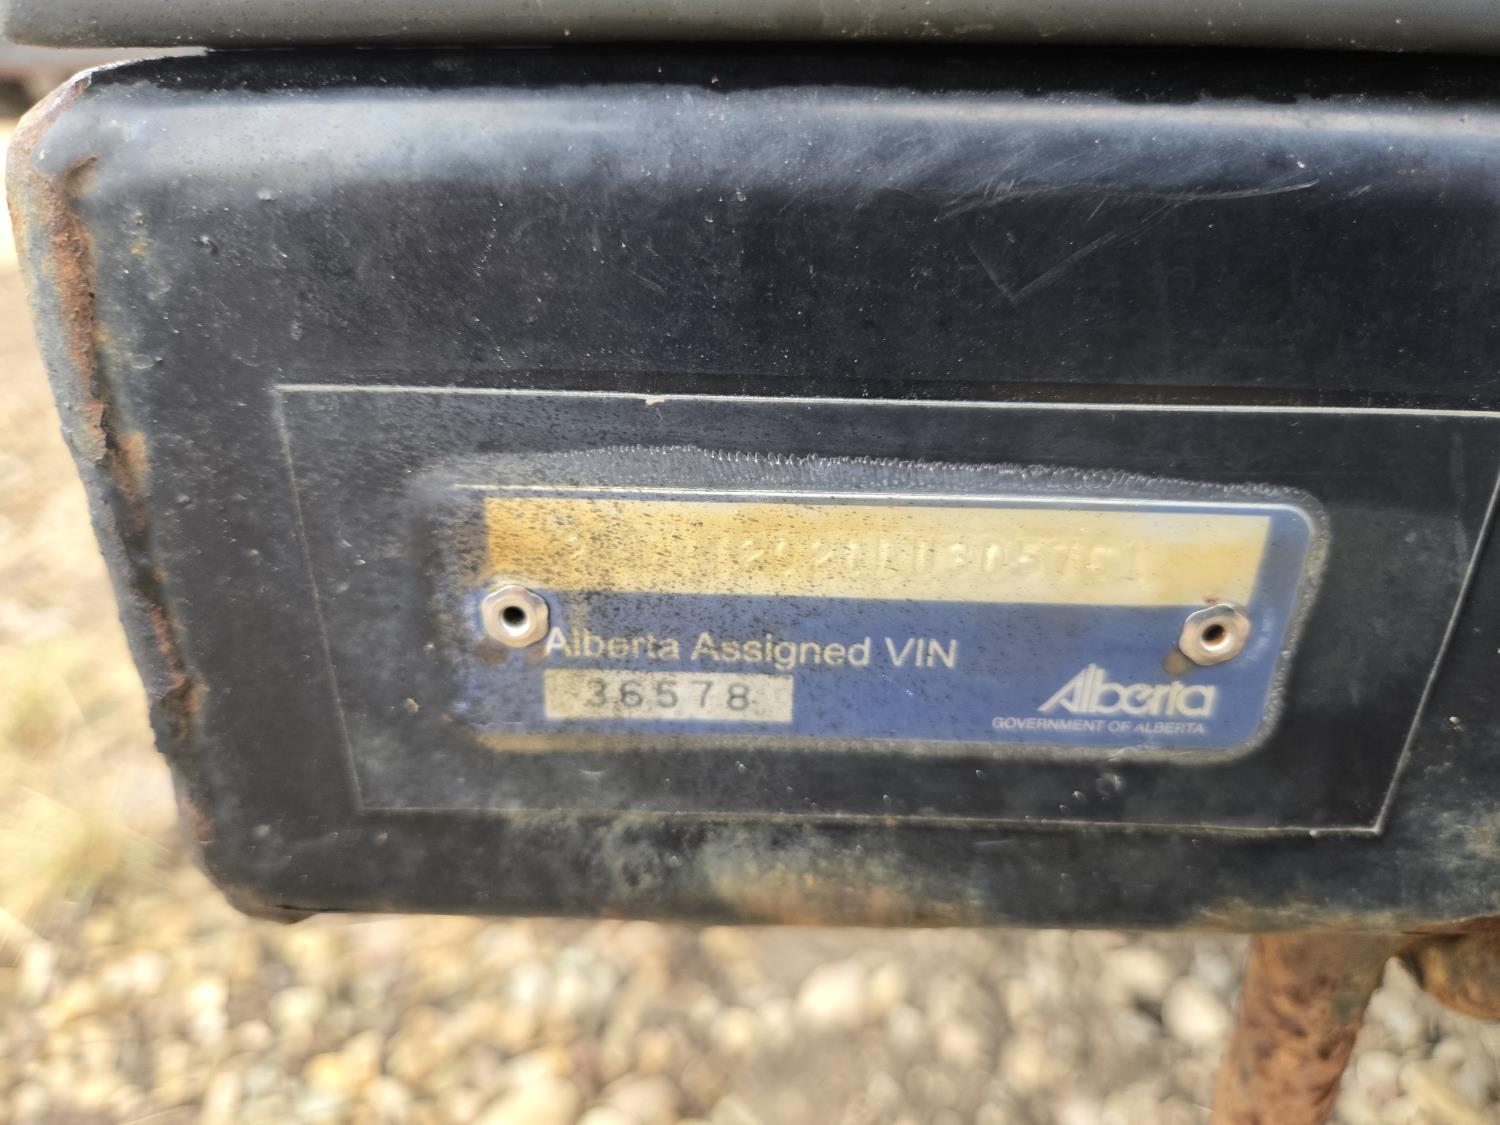 Alberta Assigned VIN
36578
Alberta
GOVERNMENT OF ALBERTA